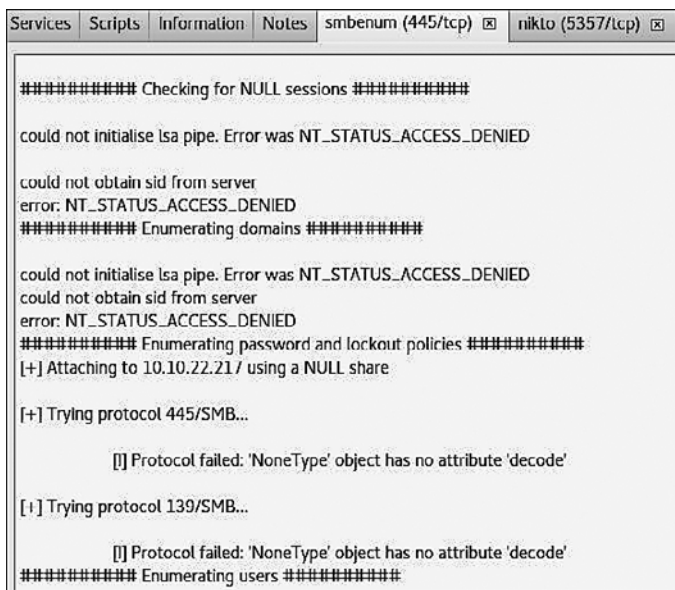 Services Scripts Information Notes smbenum (445/tcp) nikto (5357/tcp)
########## Checking for NULL sessions ##########
could not initialise lsa pipe. Error was NT_STATUS_ACCESS_DENIED
could not obtain sid from server
error: NT_STATUS_ACCESS_DENIED
########## Enumerating domains ##########
could not initialise lsa pipe. Error was NT_STATUS_ACCESS_DENIED
could not obtain sid from server
error: NT_STATUS_ACCESS_DENIED
########## Enumerating password and lockout policies ##########
[+] Attaching to 10.10.22.217 using a NULL share
[+] Trying protocol 445/SMB...
[!] Protocol failed: 'NoneType' object has no attribute 'decode'
[+] Trying protocol 139/SMB...
[!] Protocol failed: 'NoneType' object has no attribute 'decode'
########## Enumerating users ##########